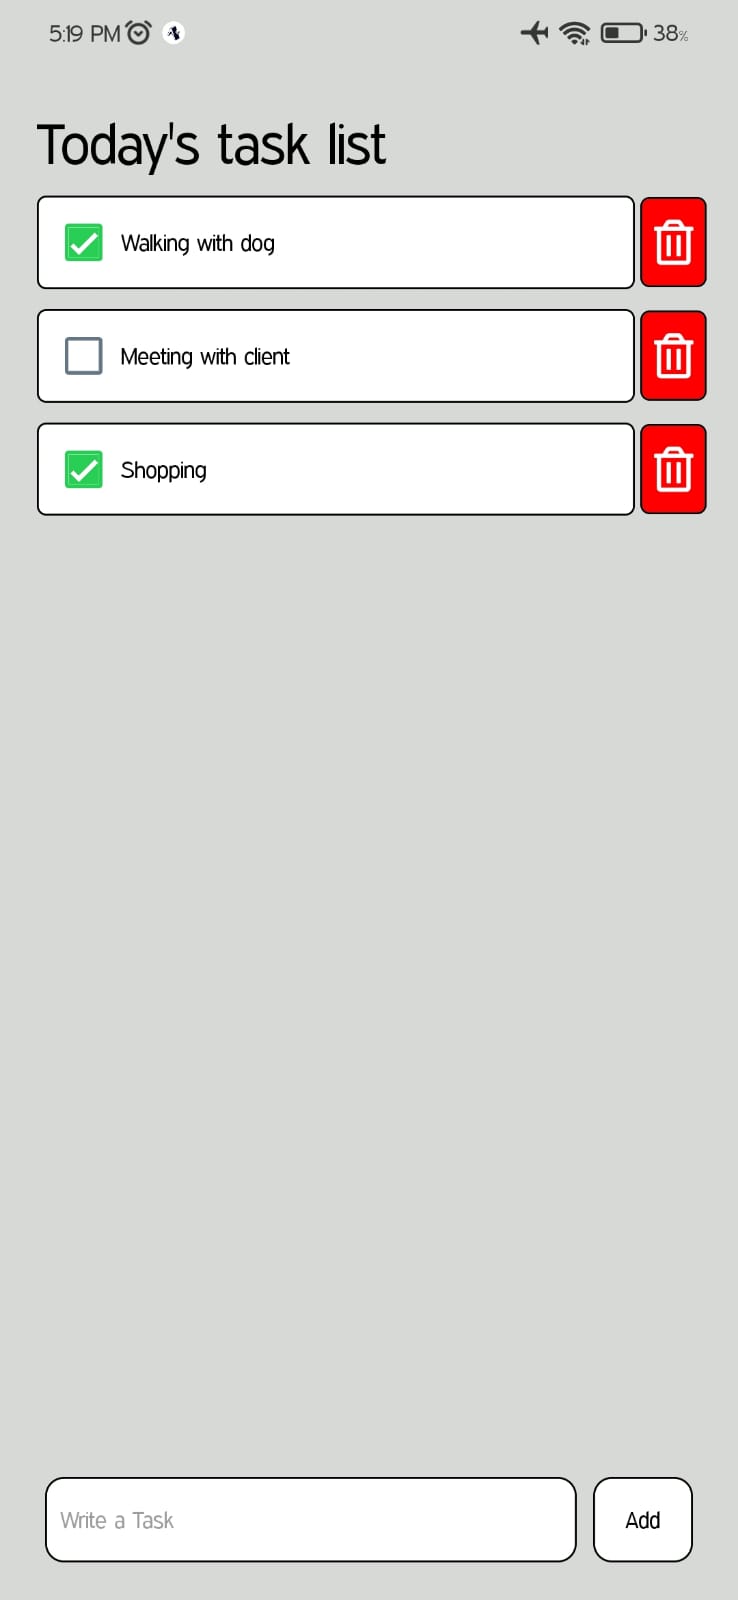 5:19 PM 38%
Today's task list
Walking with dog
Meeting with client
Shopping
Write a Task Add